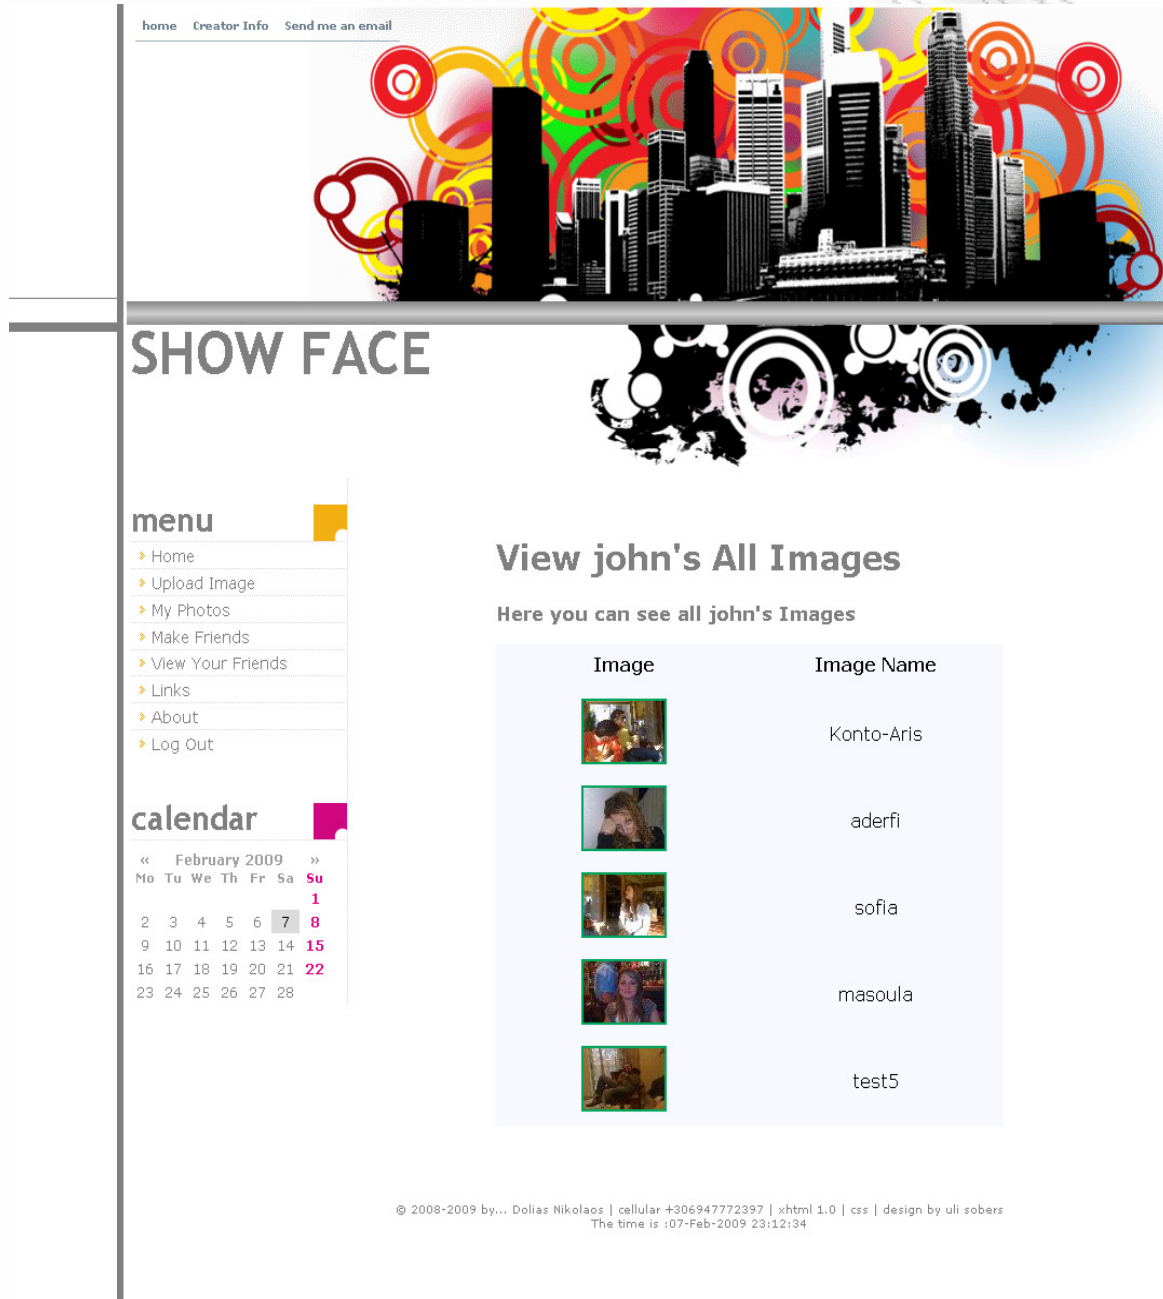 home Creator Info Send me an email
SHOW FACE
menu
Home
Upload Image
My Photos
Make Friends
View Your Friends
Links
About
Log Out
calendar
« February 2009 »
Mo Tu We Th Fr Sa Su
1
2 3 4 5 6 7 8
9 10 11 12 13 14 15
16 17 18 19 20 21 22
23 24 25 26 27 28
View john's All Images
Here you can see all john's Images
Image Image Name
Konto-Aris
aderfi
sofia
masoula
test5
© 2008-2009 by... Dolias Nikolaos | cellular +306947772397 | xhtml 1.0 | css | design by uli sobers
The time is :07-Feb-2009 23:12:34